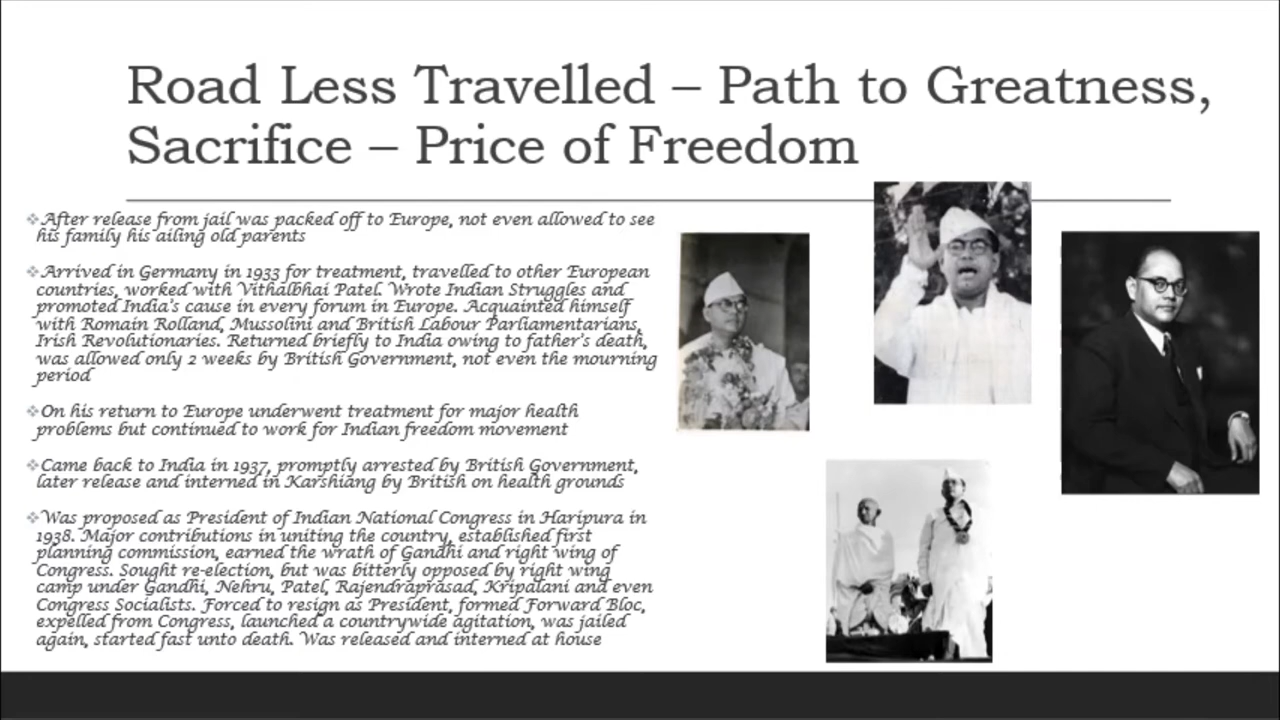 Road Less Travelled – Path to Greatness,
Sacrifice – Price of Freedom
❖After release from jail was packed off to Europe, not even allowed to see
his family his ailing old parents
❖Arrived in Germany in 1933 for treatment, travelled to other European
countries, worked with Vithalbhai Patel. Wrote Indian Struggles and
promoted India's cause in every forum in Europe. Acquainted himself
with Romain Rolland, Mussolini and British Labour Parliamentarians,
Irish Revolutionaries. Returned briefly to India owing to father's death,
was allowed only 2 weeks by British Government, not even the mourning
period
❖On his return to Europe underwent treatment for major health
problems but continued to work for Indian freedom movement
❖Came back to India in 1937, promptly arrested by British Government,
later release and interned in Karshiang by British on health grounds
❖Was proposed as President of Indian National Congress in Haripura in
1938. Major contributions in uniting the country, established first
planning commission, earned the wrath of Gandhi and right wing of
Congress. Sought re-election, but was bitterly opposed by right wing
camp under Gandhi, Nehru, Patel, Rajendraprasad, Kripalani and even
Congress Socialists. Forced to resign as President, formed Forward Bloc,
expelled from Congress, launched a countrywide agitation, was jailed
again, started fast unto death. Was released and interned at house